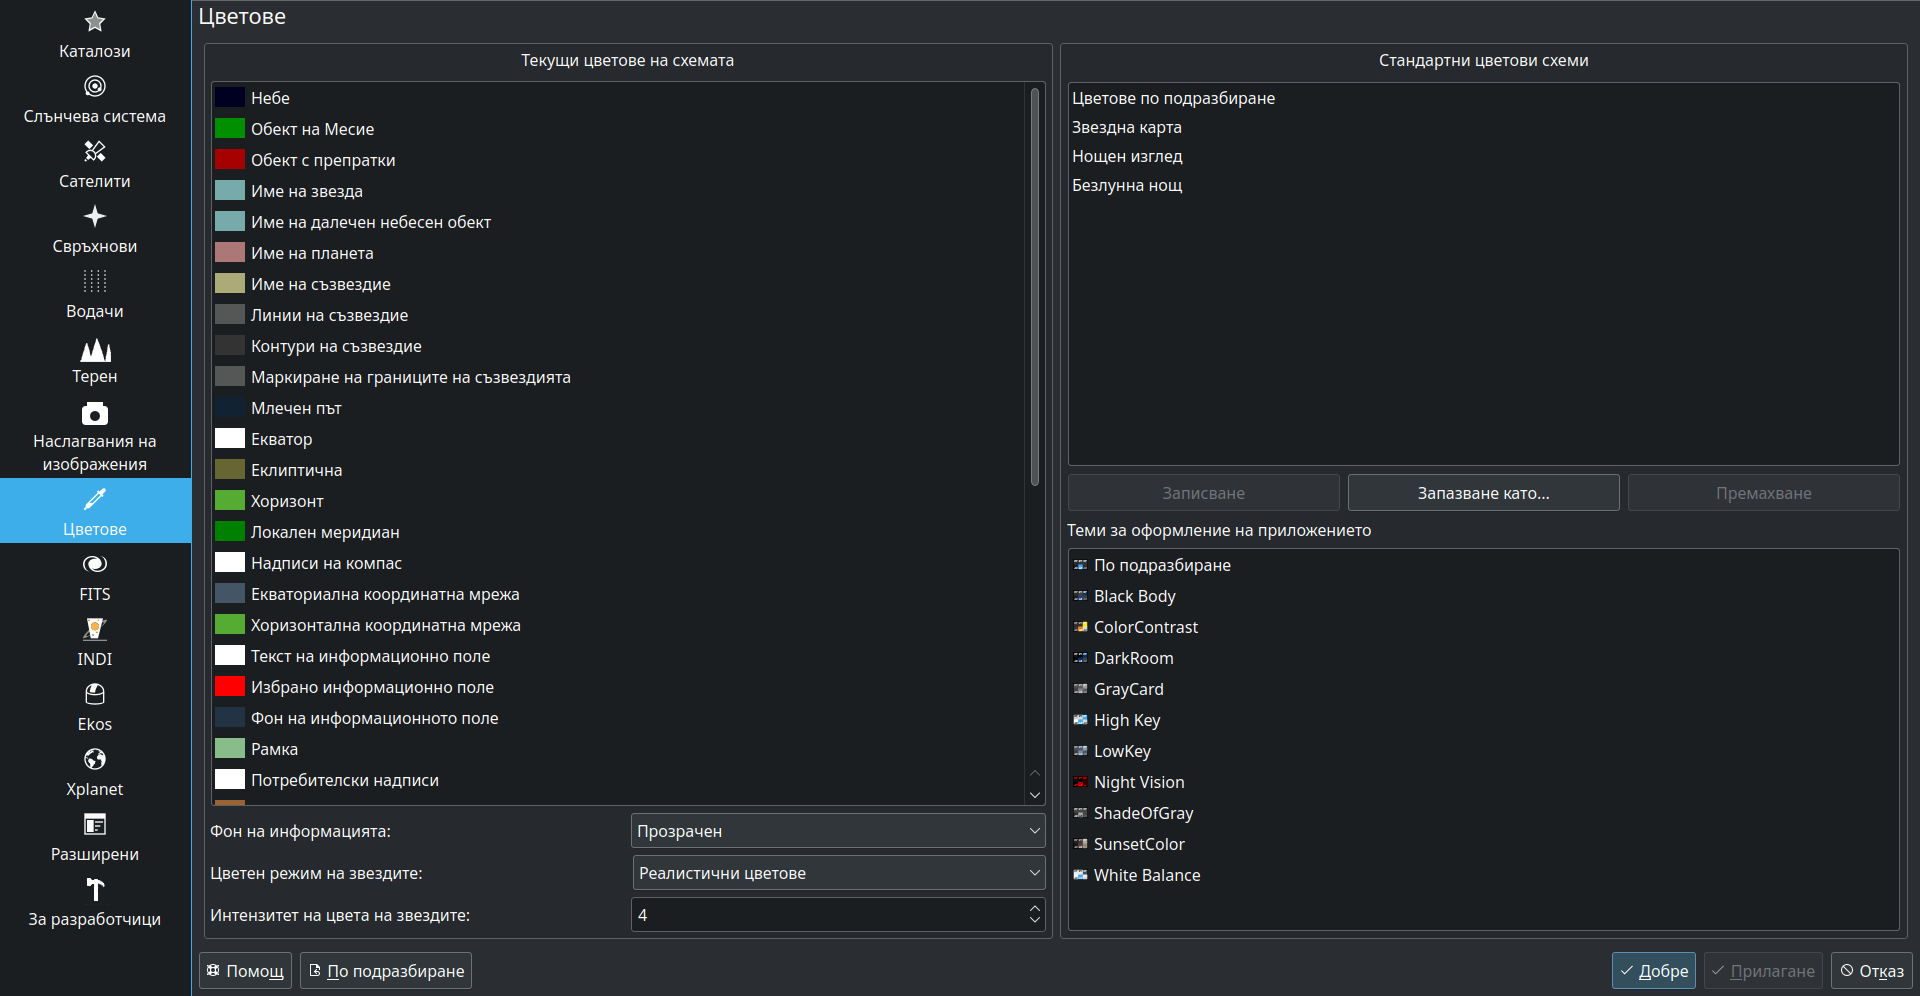 Каталози
Слънчева система
Сателити
Свръхнови
Водачи
Терен
Наслагвания на
изображения
Цветове
FITS
INDI
Ekos
Xplanet
Разширени
За разработчици
Цветове
Текущи цветове на схемата
Небе
Обект на Месие
Обект с препратки
Име на звезда
Име на далечен небесен обект
Име на планета
Име на съзвездие
Линии на съзвездие
Контури на съзвездие
Маркиране на границите на съзвездията
Млечен път
Екватор
Еклиптична
Хоризонт
Локален меридиан
Надписи на компас
Екваториална координатна мрежа
Хоризонтална координатна мрежа
Текст на информационно поле
Избрано информационно поле
Фон на информационното поле
Рамка
Потребителски надписи
Фон на информацията:
Прозрачен
Цветен режим на звездите:
Реалистични цветове
Интензитет на цвета на звездите:
4
Стандартни цветови схеми
Цветове по подразбиране
Звездна карта
Нощен изглед
Безлунна нощ
Записване
Запазване като...
Премахване
Теми за оформление на приложението
По подразбиране
Black Body
ColorContrast
DarkRoom
GrayCard
High Key
LowKey
Night Vision
ShadeOfGray
SunsetColor
White Balance
Помощ
По подразбиране
Добре
Прилагане
Отказ